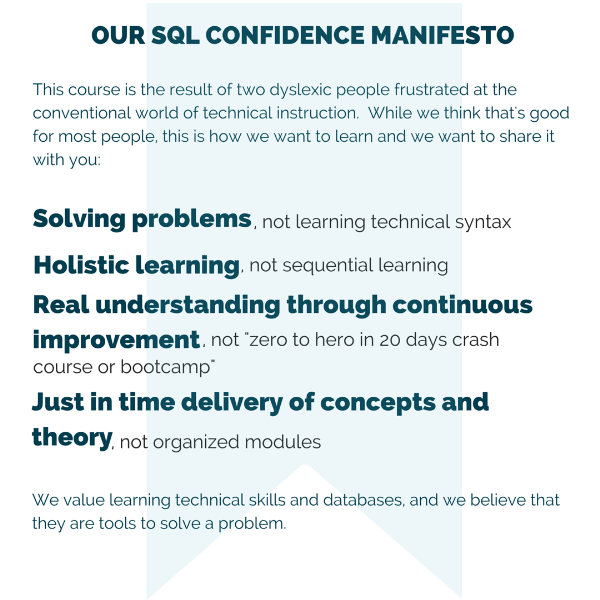 OUR SQL CONFIDENCE MANIFESTO
This course is the result of two dyslexic people frustrated at the
conventional world of technical instruction.  While we think that's good
for most people, this is how we want to learn and we want to share it
with you:
Solving problems, not learning technical syntax
Holistic learning, not sequential learning
Real understanding through continuous
improvement, not "zero to hero in 20 days crash
course or bootcamp"
Just in time delivery of concepts and
theory, not organized modules
We value learning technical skills and databases, and we believe that
they are tools to solve a problem.